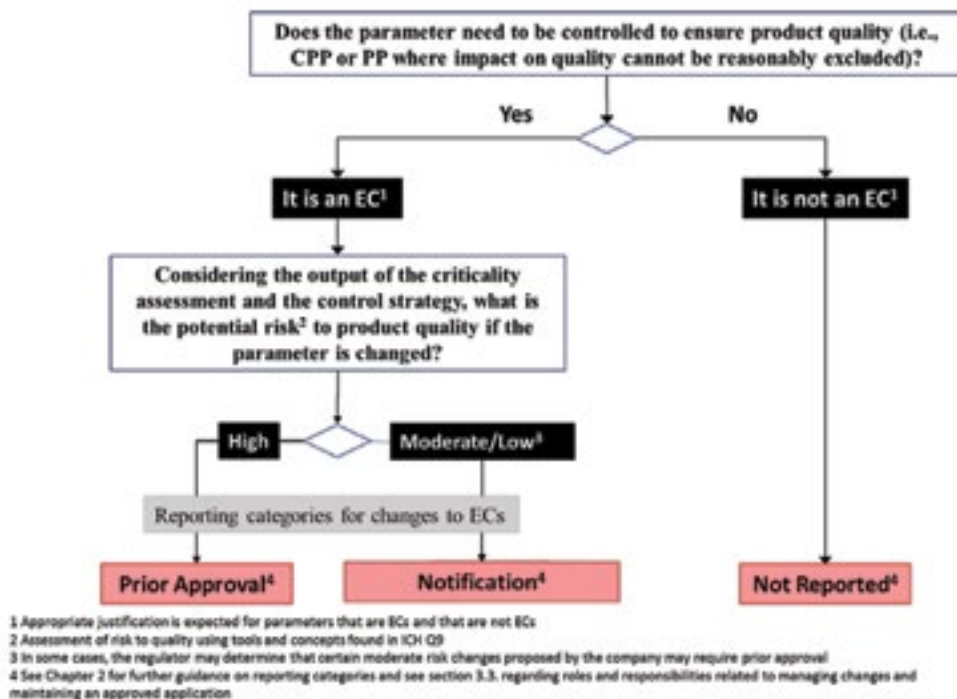 Does the parameter need to be controlled to ensure product quality (i.e.,
CPP or PP where impact on quality cannot be reasonably excluded)?
Yes
No
It is an EC¹
It is not an EC¹
Considering the output of the criticality
assessment and the control strategy, what is
the potential risk² to product quality if the
parameter is changed?
High
Moderate/Low³
Reporting categories for changes to ECs
Prior Approval⁴
Notification⁴
Not Reported⁴
1 Appropriate justification is expected for parameters that are ECs and that are not ECs
2 Assessment of risk to quality using tools and concepts found in ICH Q9
3 In some cases, the regulator may determine that certain moderate risk changes proposed by the company may require prior approval
4 See Chapter 2 for further guidance on reporting categories and see section 3.3. regarding roles and responsibilities related to managing changes and
maintaining an approved application